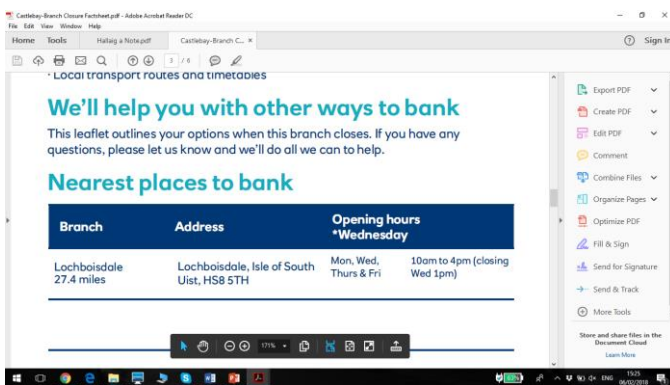 Castlebay-Branch Closure Factsheet.pdf - Adobe Acrobat Reader DC
File Edit View Window Help
Home Tools Hallaig a Note.pdf Castlebay-Branch C... × Sign In
3 / 6
• Local transport routes and timetables
We'll help you with other ways to bank
This leaflet outlines your options when this branch closes. If you have any
questions, please let us know and we'll do all we can to help.
Nearest places to bank
Branch Address Opening hours
*Wednesday
Lochboisdale Lochboisdale, Isle of South Mon, Wed, 10am to 4pm (closing
27.4 miles Uist, HS8 5TH Thurs & Fri Wed 1pm)
171%
Export PDF
Create PDF
Edit PDF
Comment
Combine Files
Organize Pages
Optimize PDF
Fill & Sign
Send for Signature
Send & Track
More Tools
Store and share files in the
Document Cloud
Learn More
ENG 15:25
06/02/2018